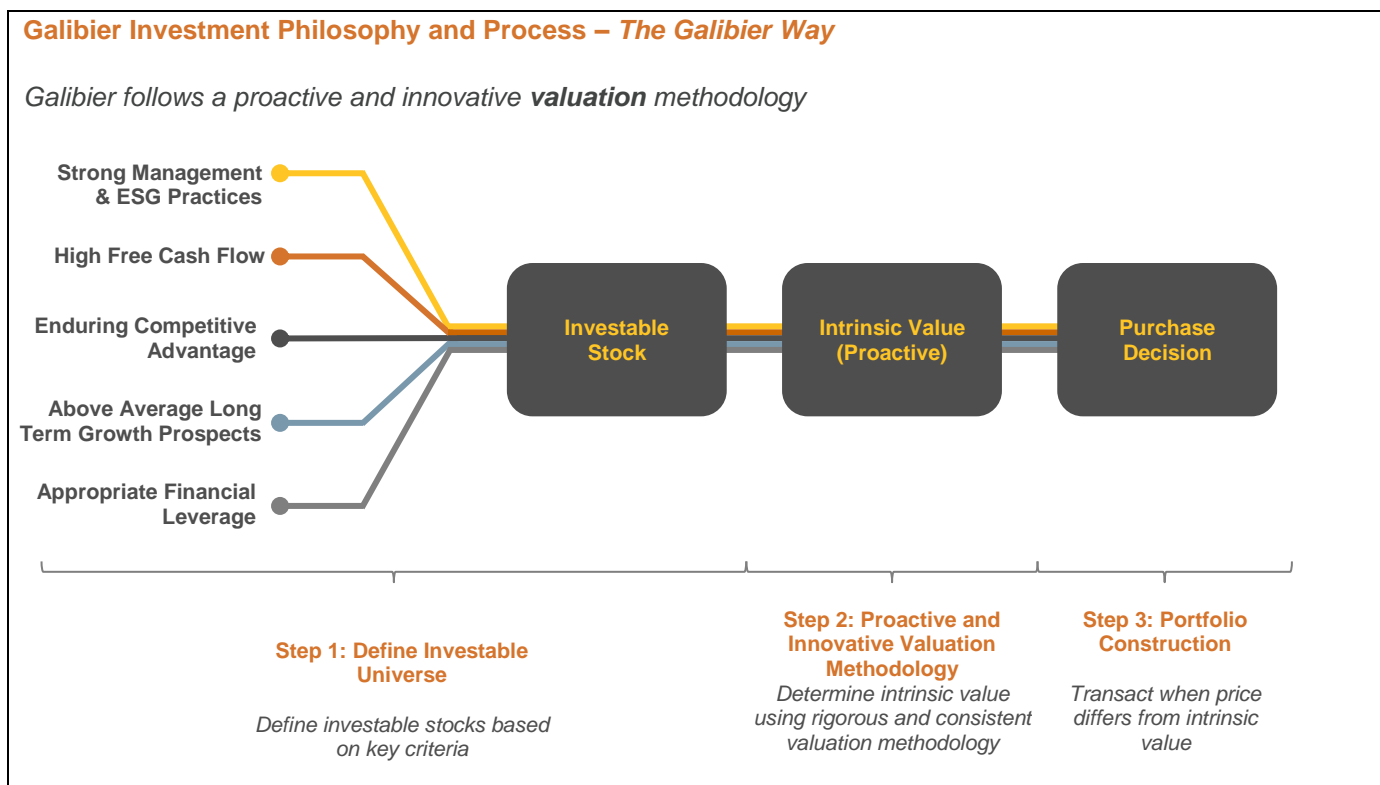 Galibier Investment Philosophy and Process – The Galibier Way
Galibier follows a proactive and innovative valuation methodology
Strong Management
& ESG Practices
High Free Cash Flow
Enduring Competitive
Advantage
Above Average Long
Term Growth Prospects
Appropriate Financial
Leverage
Investable
Stock
Intrinsic Value
(Proactive)
Purchase
Decision
Step 1: Define Investable
Universe
Define investable stocks based
on key criteria
Step 2: Proactive and
Innovative Valuation
Methodology
Determine intrinsic value
using rigorous and consistent
valuation methodology
Step 3: Portfolio
Construction
Transact when price
differs from intrinsic
value